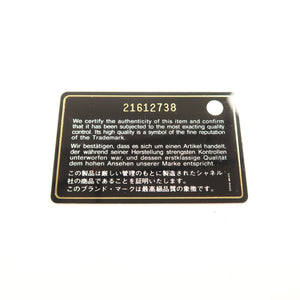 21612738
We certify the authenticity of this item and confirm
that it has been subjected to the most exacting quality
control. Its high quality is a symbol of the fine reputation
of the Trademark.
Wir bestätigen, dass es sich um einen Artikel handelt,
der während seiner Herstellung strengsten Kontrollen
unterworfen war, und dessen erstklassige Qualität
dem hohen Ansehen unserer Marke entspricht.
この製品は厳しい管理のもとに製造されたシャネル
社の商品であることを証明いたします。
このブランド・マークは最高級品質の象徴です。